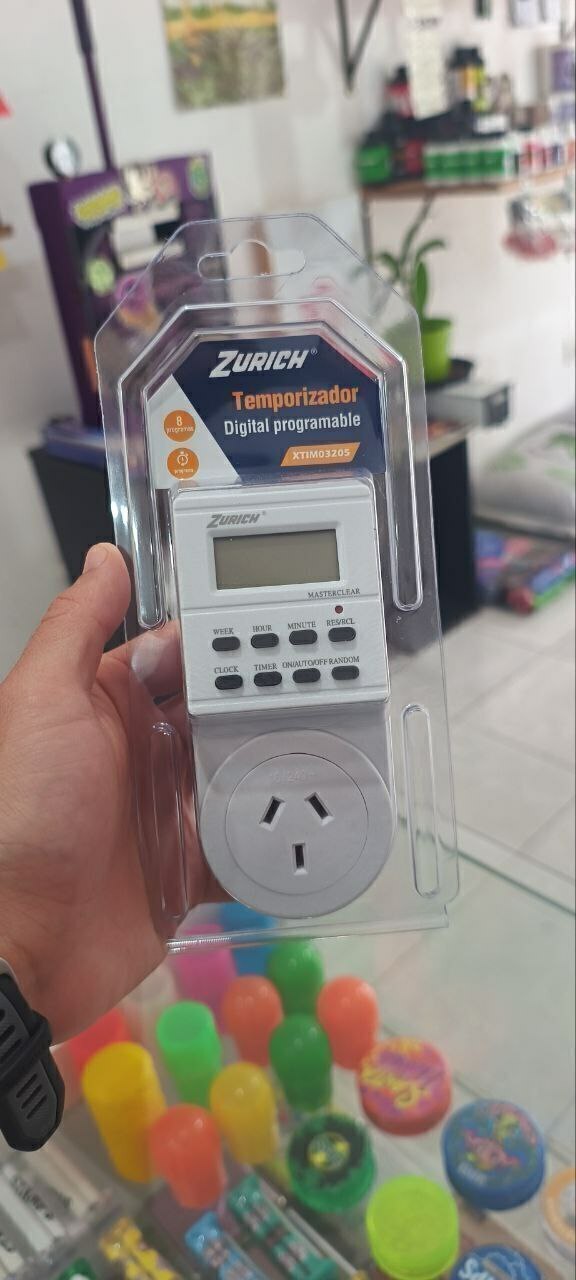 ZURICH®
Temporizador
Digital programable
XTIM03205
8
programas
ZURICH®
MASTERCLEAR
WEEK HOUR MINUTE RES/RCL
CLOCK TIMER ON/AUTO/OFF RANDOM